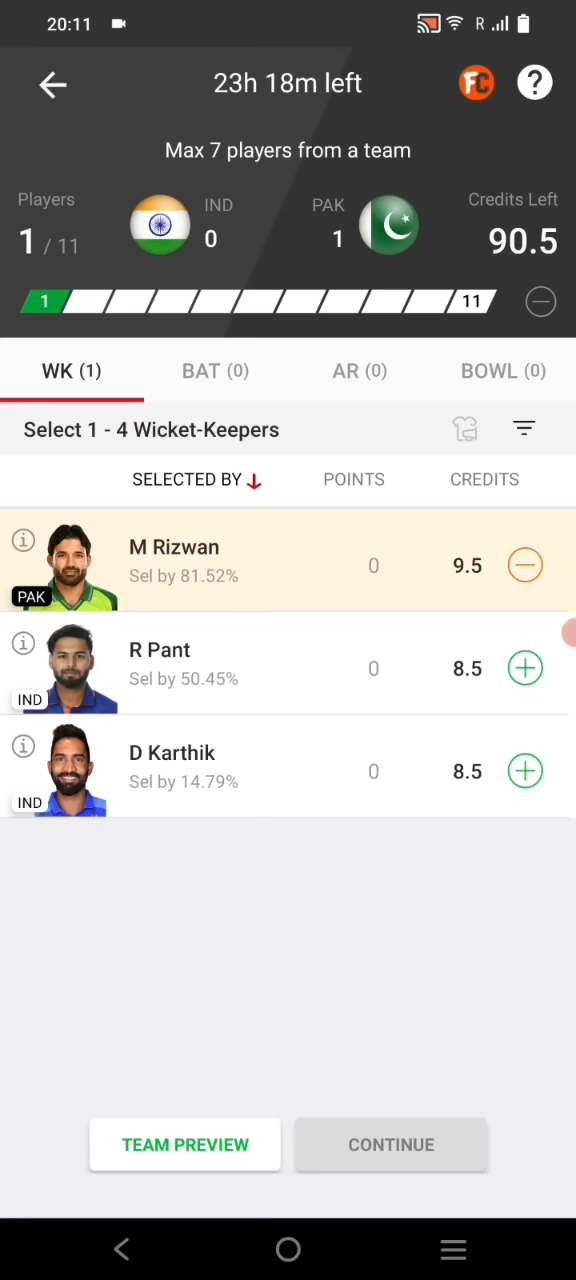 20:11 R
23h 18m left FC ?
Max 7 players from a team
Players IND PAK Credits Left
1 / 11 0 1 90.5
1 11
WK (1) BAT (0) AR (0) BOWL (0)
Select 1 - 4 Wicket-Keepers
SELECTED BY POINTS CREDITS
M Rizwan
Sel by 81.52% 0 9.5
PAK
R Pant
Sel by 50.45% 0 8.5
IND
D Karthik
Sel by 14.79% 0 8.5
IND
TEAM PREVIEW CONTINUE